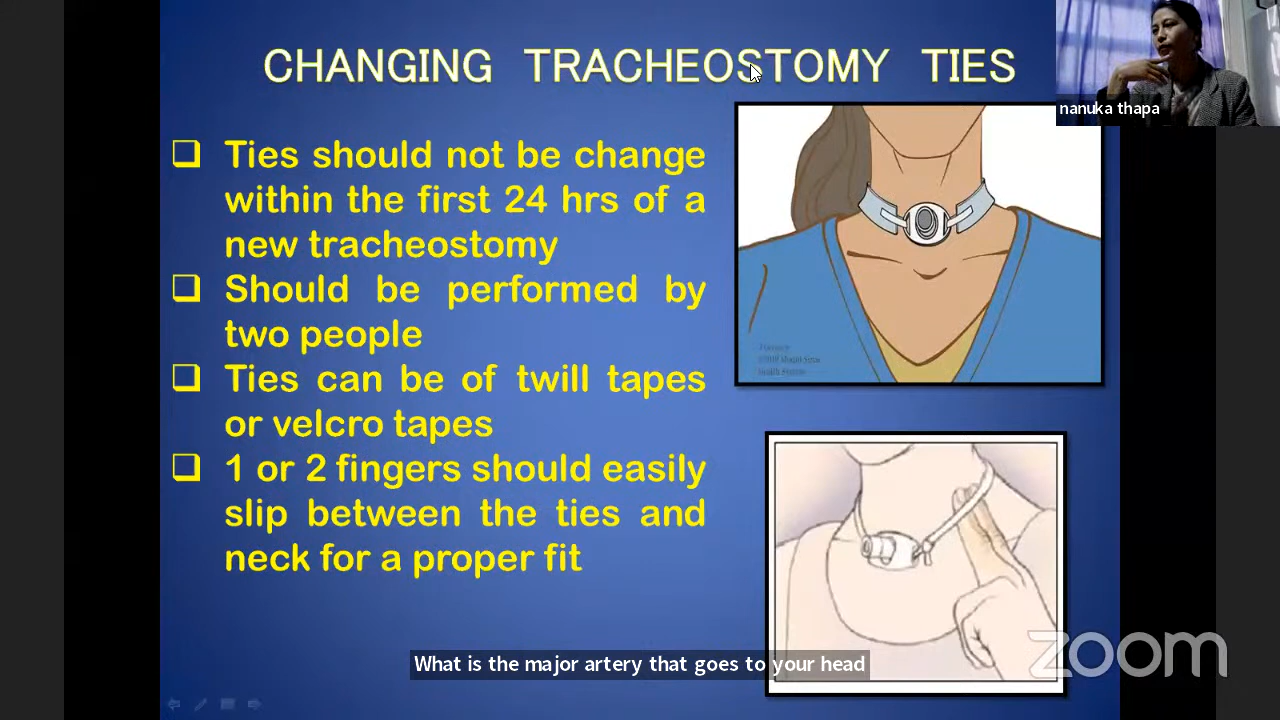 CHANGING TRACHEOSTOMY TIES
nanuka thapa
Ties should not be change
within the first 24 hrs of a
new tracheostomy
Should be performed by
two people
Ties can be of twill tapes
or velcro tapes
1 or 2 fingers should easily
slip between the ties and
neck for a proper fit
What is the major artery that goes to your head
zoom